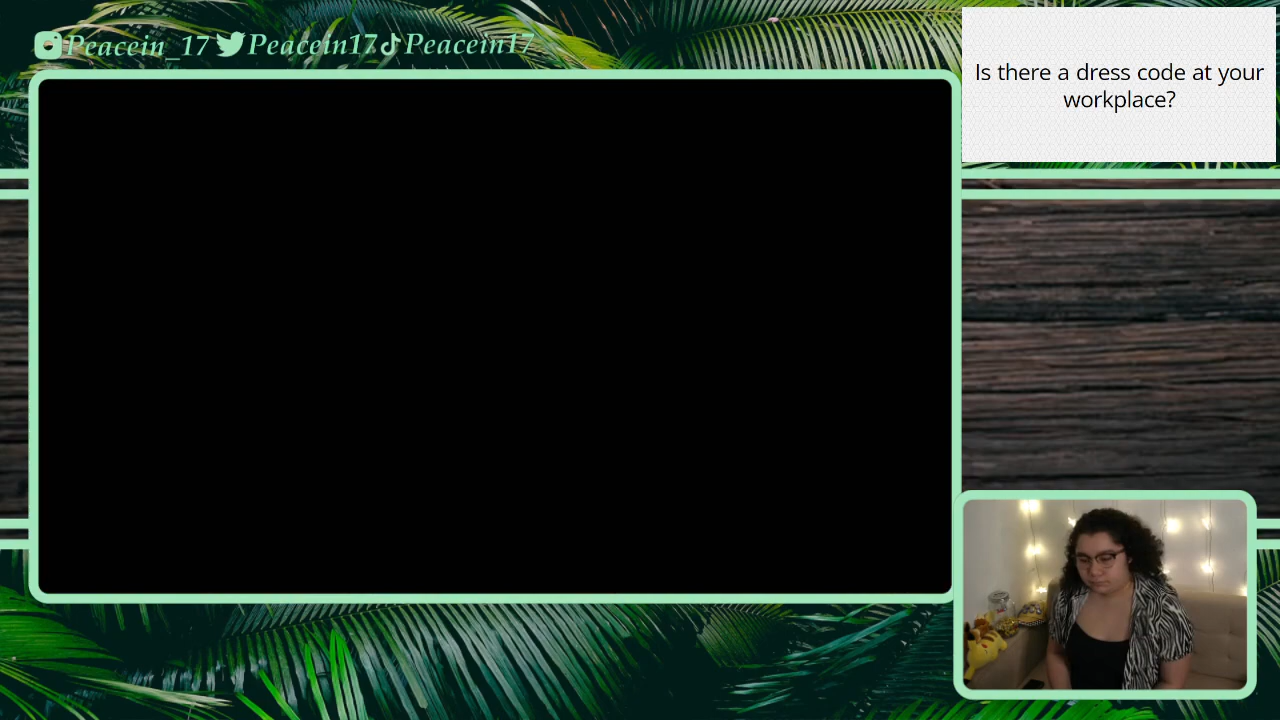 Peacein_17 Peacein17 Peacein17
Is there a dress code at your
workplace?